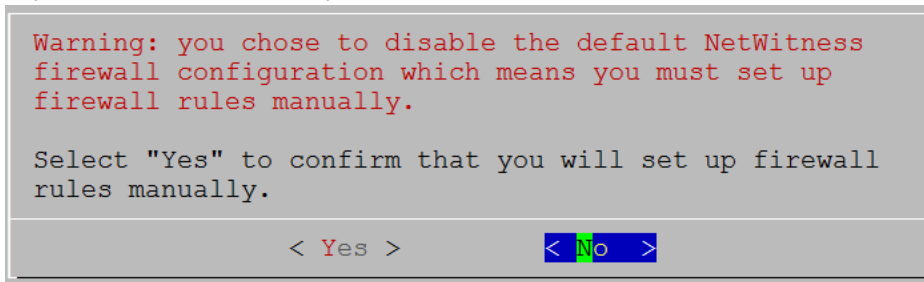 Warning: you chose to disable the default NetWitness
firewall configuration which means you must set up
firewall rules manually.
Select "Yes" to confirm that you will set up firewall
rules manually.
< Yes > < No >